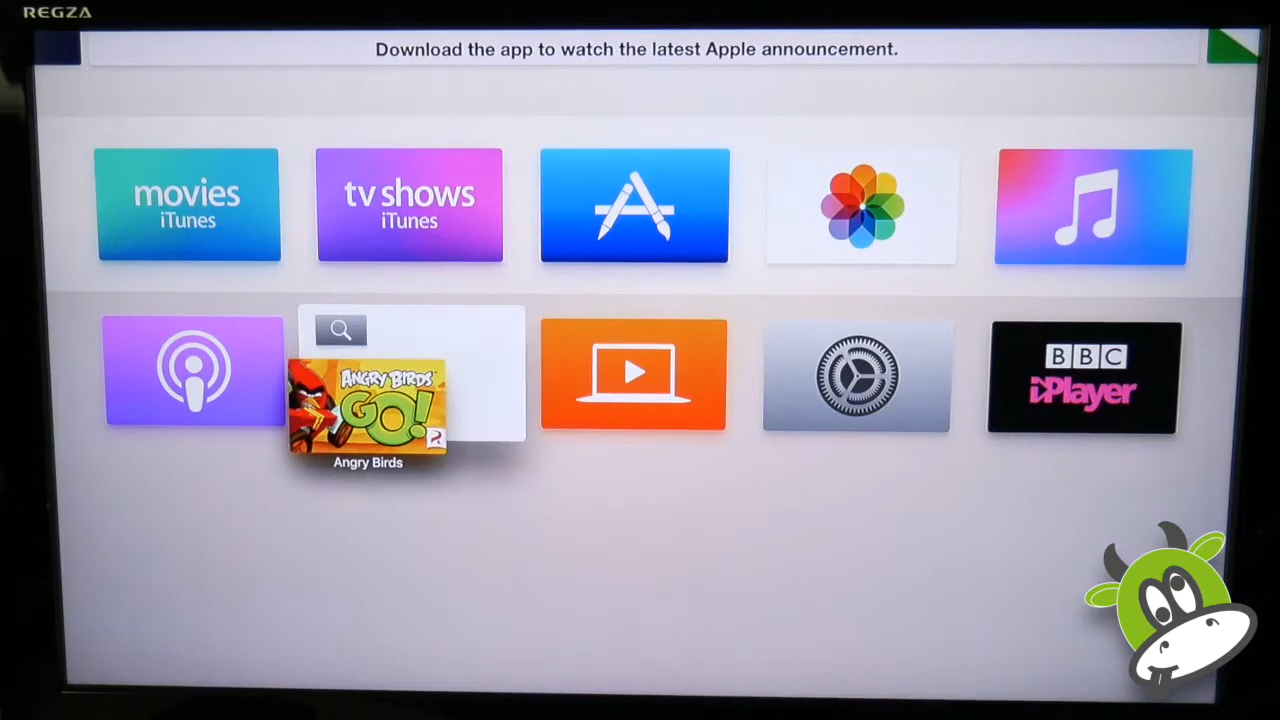 REGZA
Download the app to watch the latest Apple announcement.
movies
iTunes
tv shows
iTunes
ANGRY BIRDS
GO!
Angry Birds
BBC
iPlayer